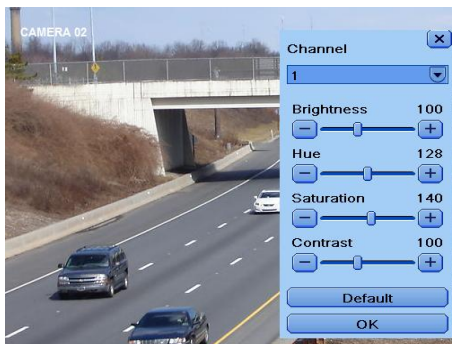 CAMERA 02
Channel
1
Brightness 100
Hue 128
Saturation 140
Contrast 100
Default
OK